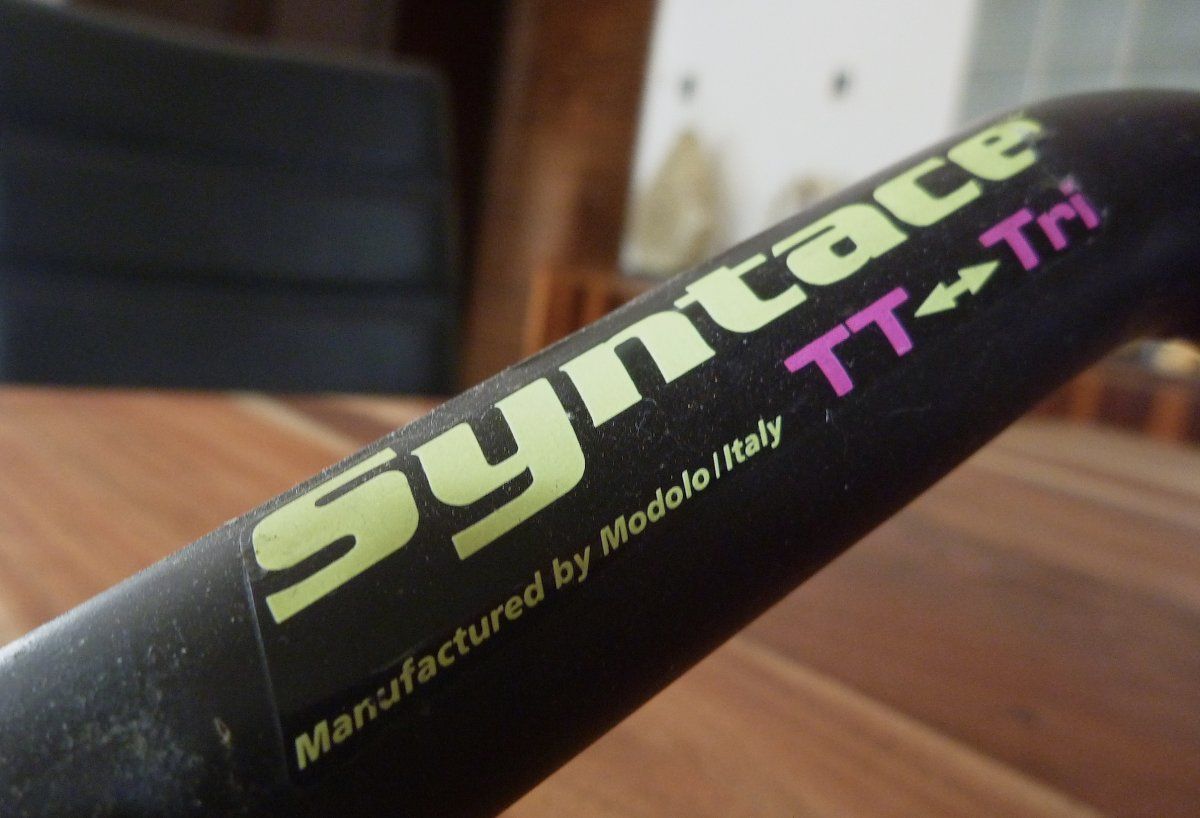 syntace
TT↔Tri
Manufactured by Modolo/Italy